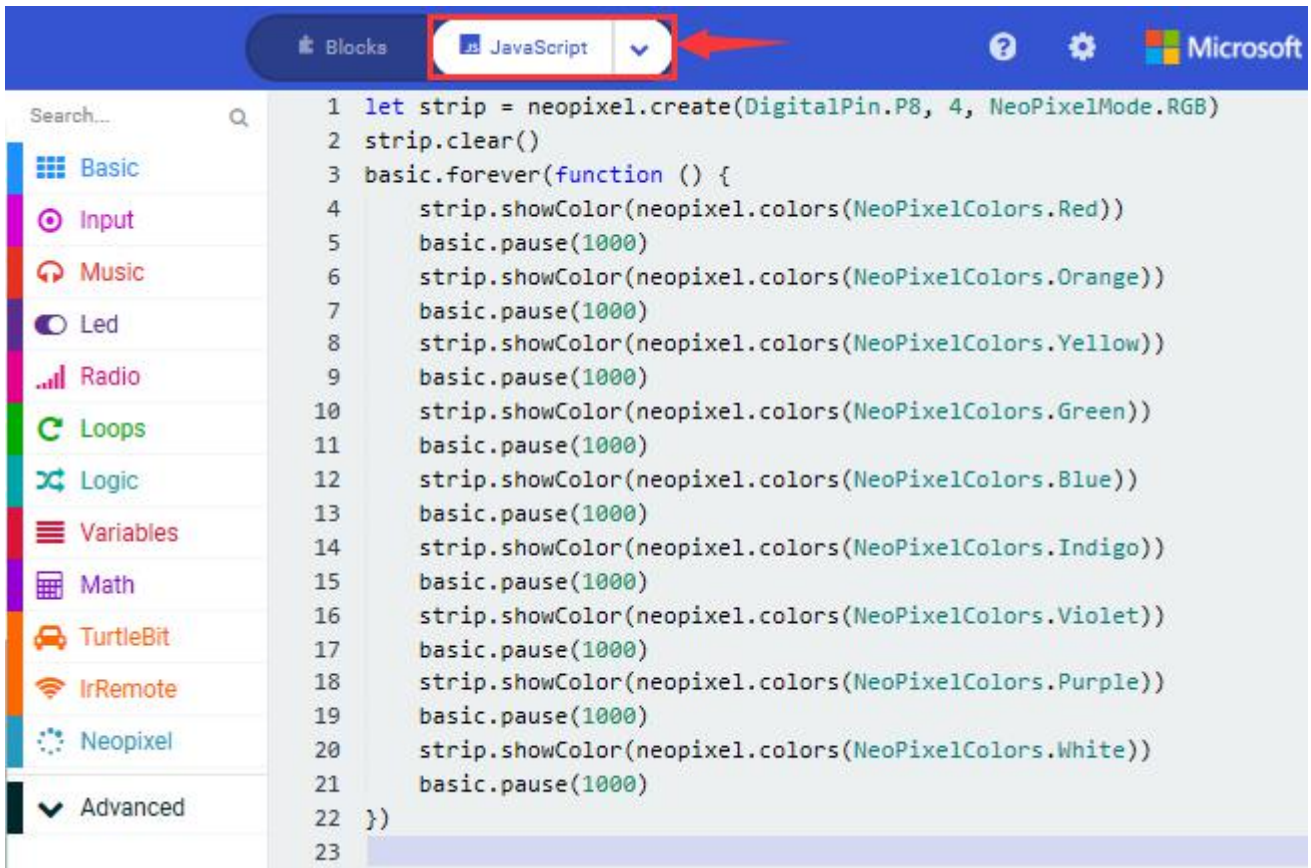 Blocks
JS JavaScript
Microsoft
Search...
Basic
Input
Music
Led
Radio
Loops
Logic
Variables
Math
TurtleBit
IrRemote
Neopixel
Advanced
1 let strip = neopixel.create(DigitalPin.P8, 4, NeoPixelMode.RGB)
2 strip.clear()
3 basic.forever(function () {
4     strip.showColor(neopixel.colors(NeoPixelColors.Red))
5     basic.pause(1000)
6     strip.showColor(neopixel.colors(NeoPixelColors.Orange))
7     basic.pause(1000)
8     strip.showColor(neopixel.colors(NeoPixelColors.Yellow))
9     basic.pause(1000)
10     strip.showColor(neopixel.colors(NeoPixelColors.Green))
11     basic.pause(1000)
12     strip.showColor(neopixel.colors(NeoPixelColors.Blue))
13     basic.pause(1000)
14     strip.showColor(neopixel.colors(NeoPixelColors.Indigo))
15     basic.pause(1000)
16     strip.showColor(neopixel.colors(NeoPixelColors.Violet))
17     basic.pause(1000)
18     strip.showColor(neopixel.colors(NeoPixelColors.Purple))
19     basic.pause(1000)
20     strip.showColor(neopixel.colors(NeoPixelColors.White))
21     basic.pause(1000)
22 })
23